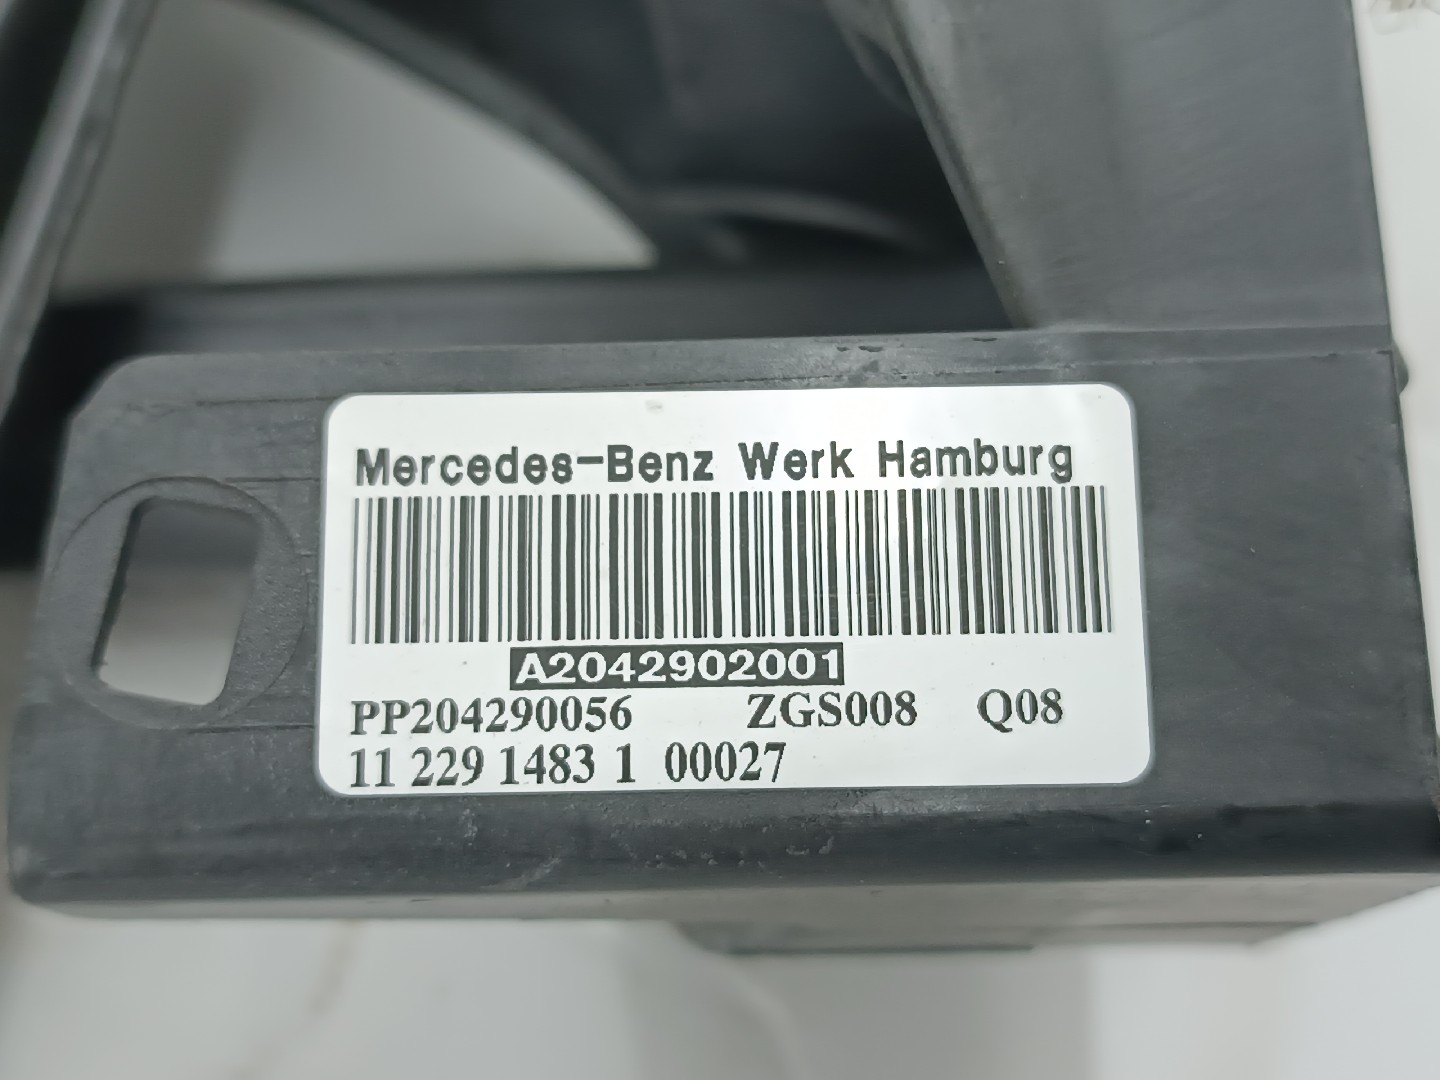 Mercedes-Benz Werk Hamburg
A2042902001
PP204290056 ZGS008 Q08
11 229 1483 1 00027